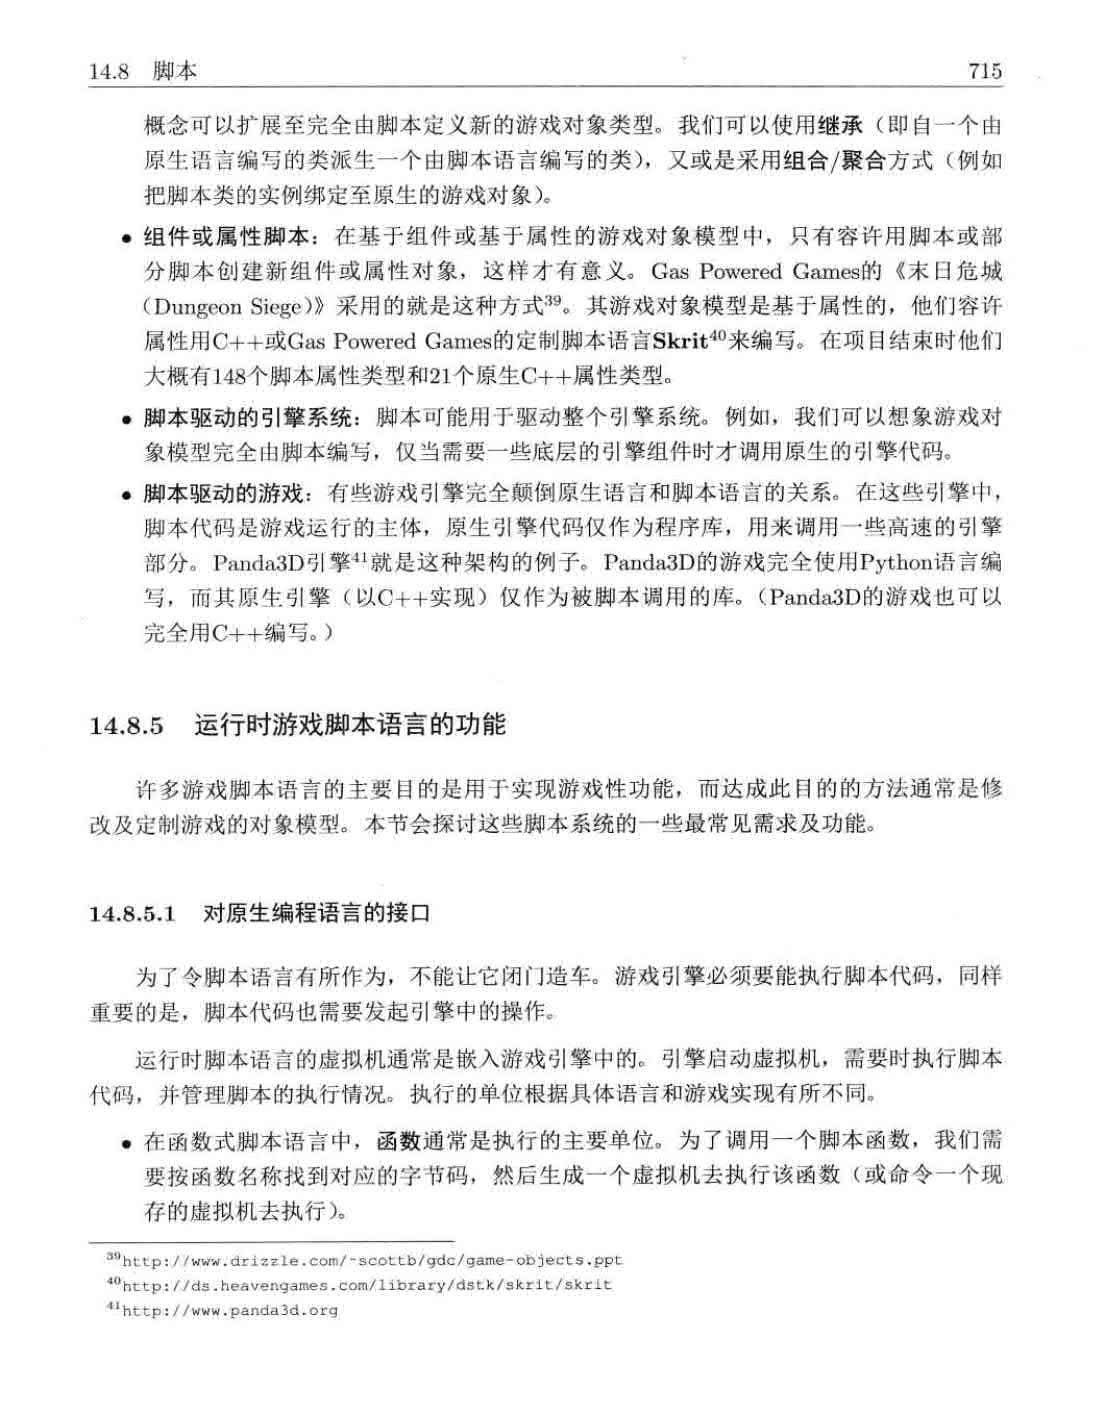 14.8 脚本 715
概念可以扩展至完全由脚本定义新的游戏对象类型。我们可以使用继承（即自一个由
原生语言编写的类派生一个由脚本语言编写的类），又或是采用组合/聚合方式（例如
把脚本类的实例绑定至原生的游戏对象）。
● 组件或属性脚本：在基于组件或基于属性的游戏对象模型中，只有容许用脚本或部
分脚本创建新组件或属性对象，这样才有意义。Gas Powered Games的《末日危城
（Dungeon Siege）》采用的就是这种方式³⁹。其游戏对象模型是基于属性的，他们容许
属性用C++或Gas Powered Games的定制脚本语言Skrit⁴⁰来编写。在项目结束时他们
大概有148个脚本属性类型和21个原生C++属性类型。
● 脚本驱动的引擎系统：脚本可能用于驱动整个引擎系统。例如，我们可以想象游戏对
象模型完全由脚本编写，仅当需要一些底层的引擎组件时才调用原生的引擎代码。
● 脚本驱动的游戏：有些游戏引擎完全颠倒原生语言和脚本语言的关系。在这些引擎中，
脚本代码是游戏运行的主体，原生引擎代码仅作为程序库，用来调用一些高速的引擎
部分。Panda3D引擎⁴¹就是这种架构的例子。Panda3D的游戏完全使用Python语言编
写，而其原生引擎（以C++实现）仅作为被脚本调用的库。（Panda3D的游戏也可以
完全用C++编写。）
14.8.5 运行时游戏脚本语言的功能
许多游戏脚本语言的主要目的是用于实现游戏性功能，而达成此目的的方法通常是修
改及定制游戏的对象模型。本节会探讨这些脚本系统的一些最常见需求及功能。
14.8.5.1 对原生编程语言的接口
为了令脚本语言有所作为，不能让它闭门造车。游戏引擎必须要能执行脚本代码，同样
重要的是，脚本代码也需要发起引擎中的操作。
运行时脚本语言的虚拟机通常是嵌入游戏引擎中的。引擎启动虚拟机，需要时执行脚本
代码，并管理脚本的执行情况。执行的单位根据具体语言和游戏实现有所不同。
● 在函数式脚本语言中，函数通常是执行的主要单位。为了调用一个脚本函数，我们需
要按函数名称找到对应的字节码，然后生成一个虚拟机去执行该函数（或命令一个现
存的虚拟机去执行）。
³⁹http://www.drizzle.com/~scottb/gdc/game-objects.ppt
⁴⁰http://ds.heavengames.com/library/dstk/skrit/skrit
⁴¹http://www.panda3d.org